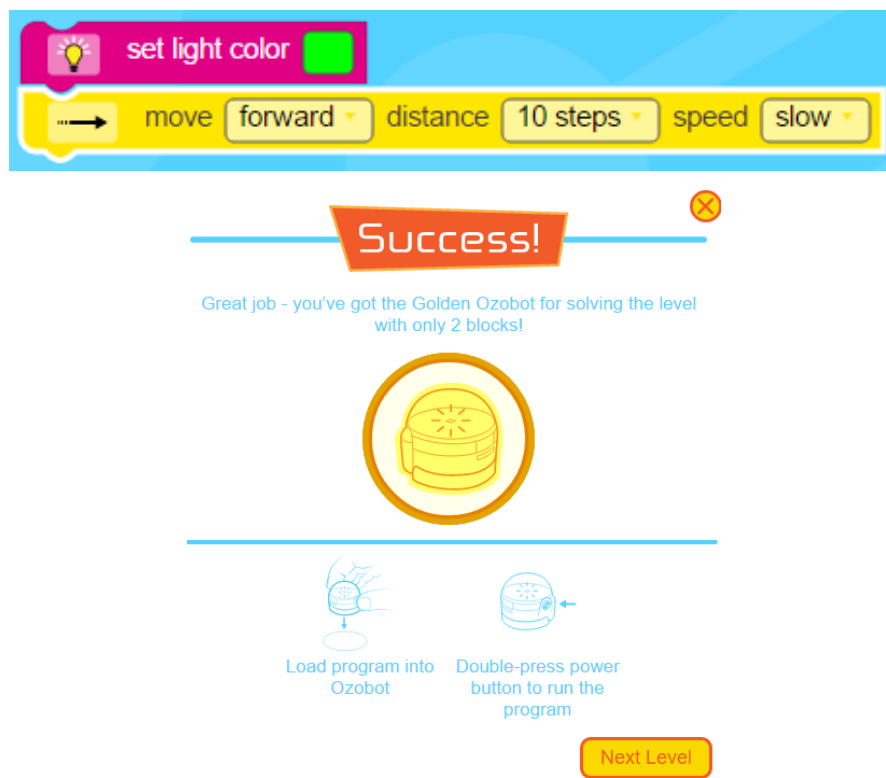 set light color
move forward distance 10 steps speed slow
Success!
Great job - you've got the Golden Ozobot for solving the level
with only 2 blocks!
Load program into
Ozobot
Double-press power
button to run the
program
Next Level